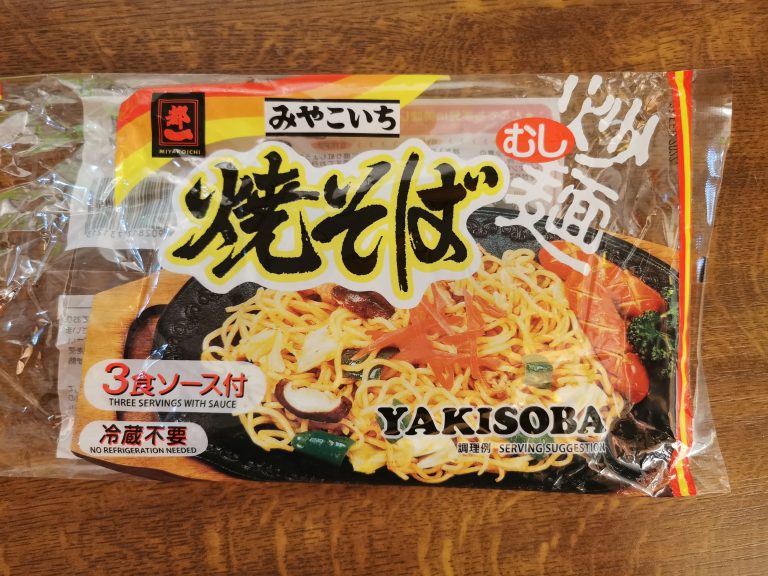 都一
MIYAKOICHI
みやこいち
焼そば
むし
麺
3食ソース付
THREE SERVINGS WITH SAUCE
冷蔵不要
NO REFRIGERATION NEEDED
YAKISOBA
調理例 SERVING SUGGESTION